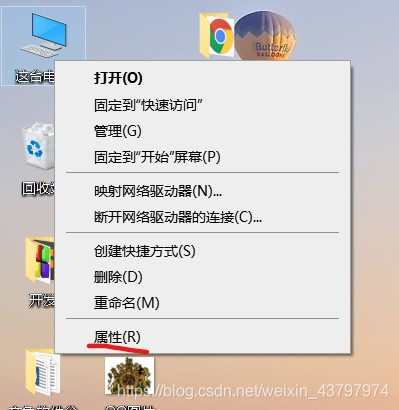 这台电
Butterfly
BALLOONS
打开(O)
固定到“快速访问”
管理(G)
固定到“开始”屏幕(P)
映射网络驱动器(N)...
断开网络驱动器的连接(C)...
回收
创建快捷方式(S)
删除(D)
开发
重命名(M)
属性(R)
https://blog.csdn.net/weixin_43797974